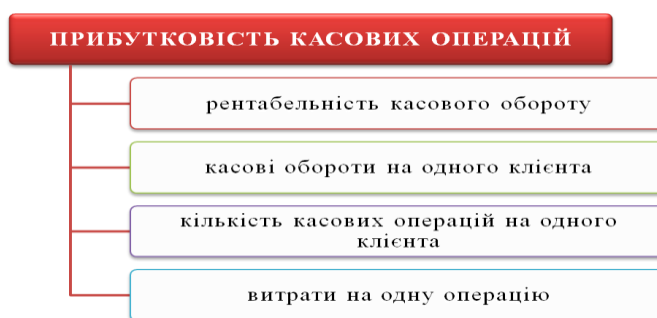 ПРИБУТКОВІСТЬ КАСОВИХ ОПЕРАЦІЙ
рентабельність касового обороту
касові обороти на одного клієнта
кількість касових операцій на одного
клієнта
витрати на одну операцію